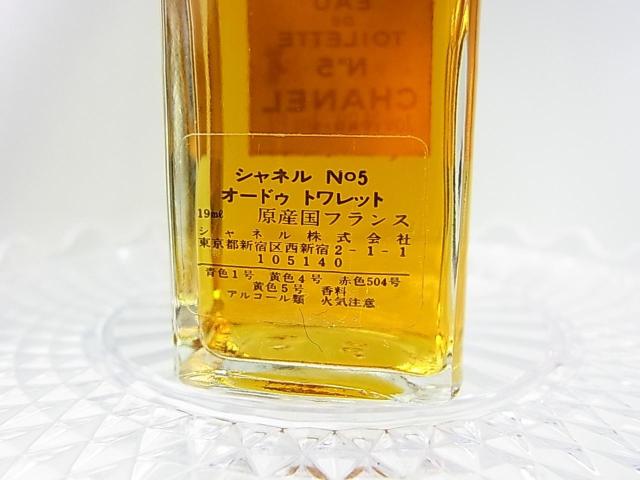 EAU
DE
TOILETTE
N°5
CHANEL
シャネル No5
オードゥ トワレット
19ml 原産国フランス
シャネル株式会社
東京都新宿区西新宿2-1-1
105140
青色1号 黄色4号 赤色504号
黄色5号 香料
アルコール類 火気注意